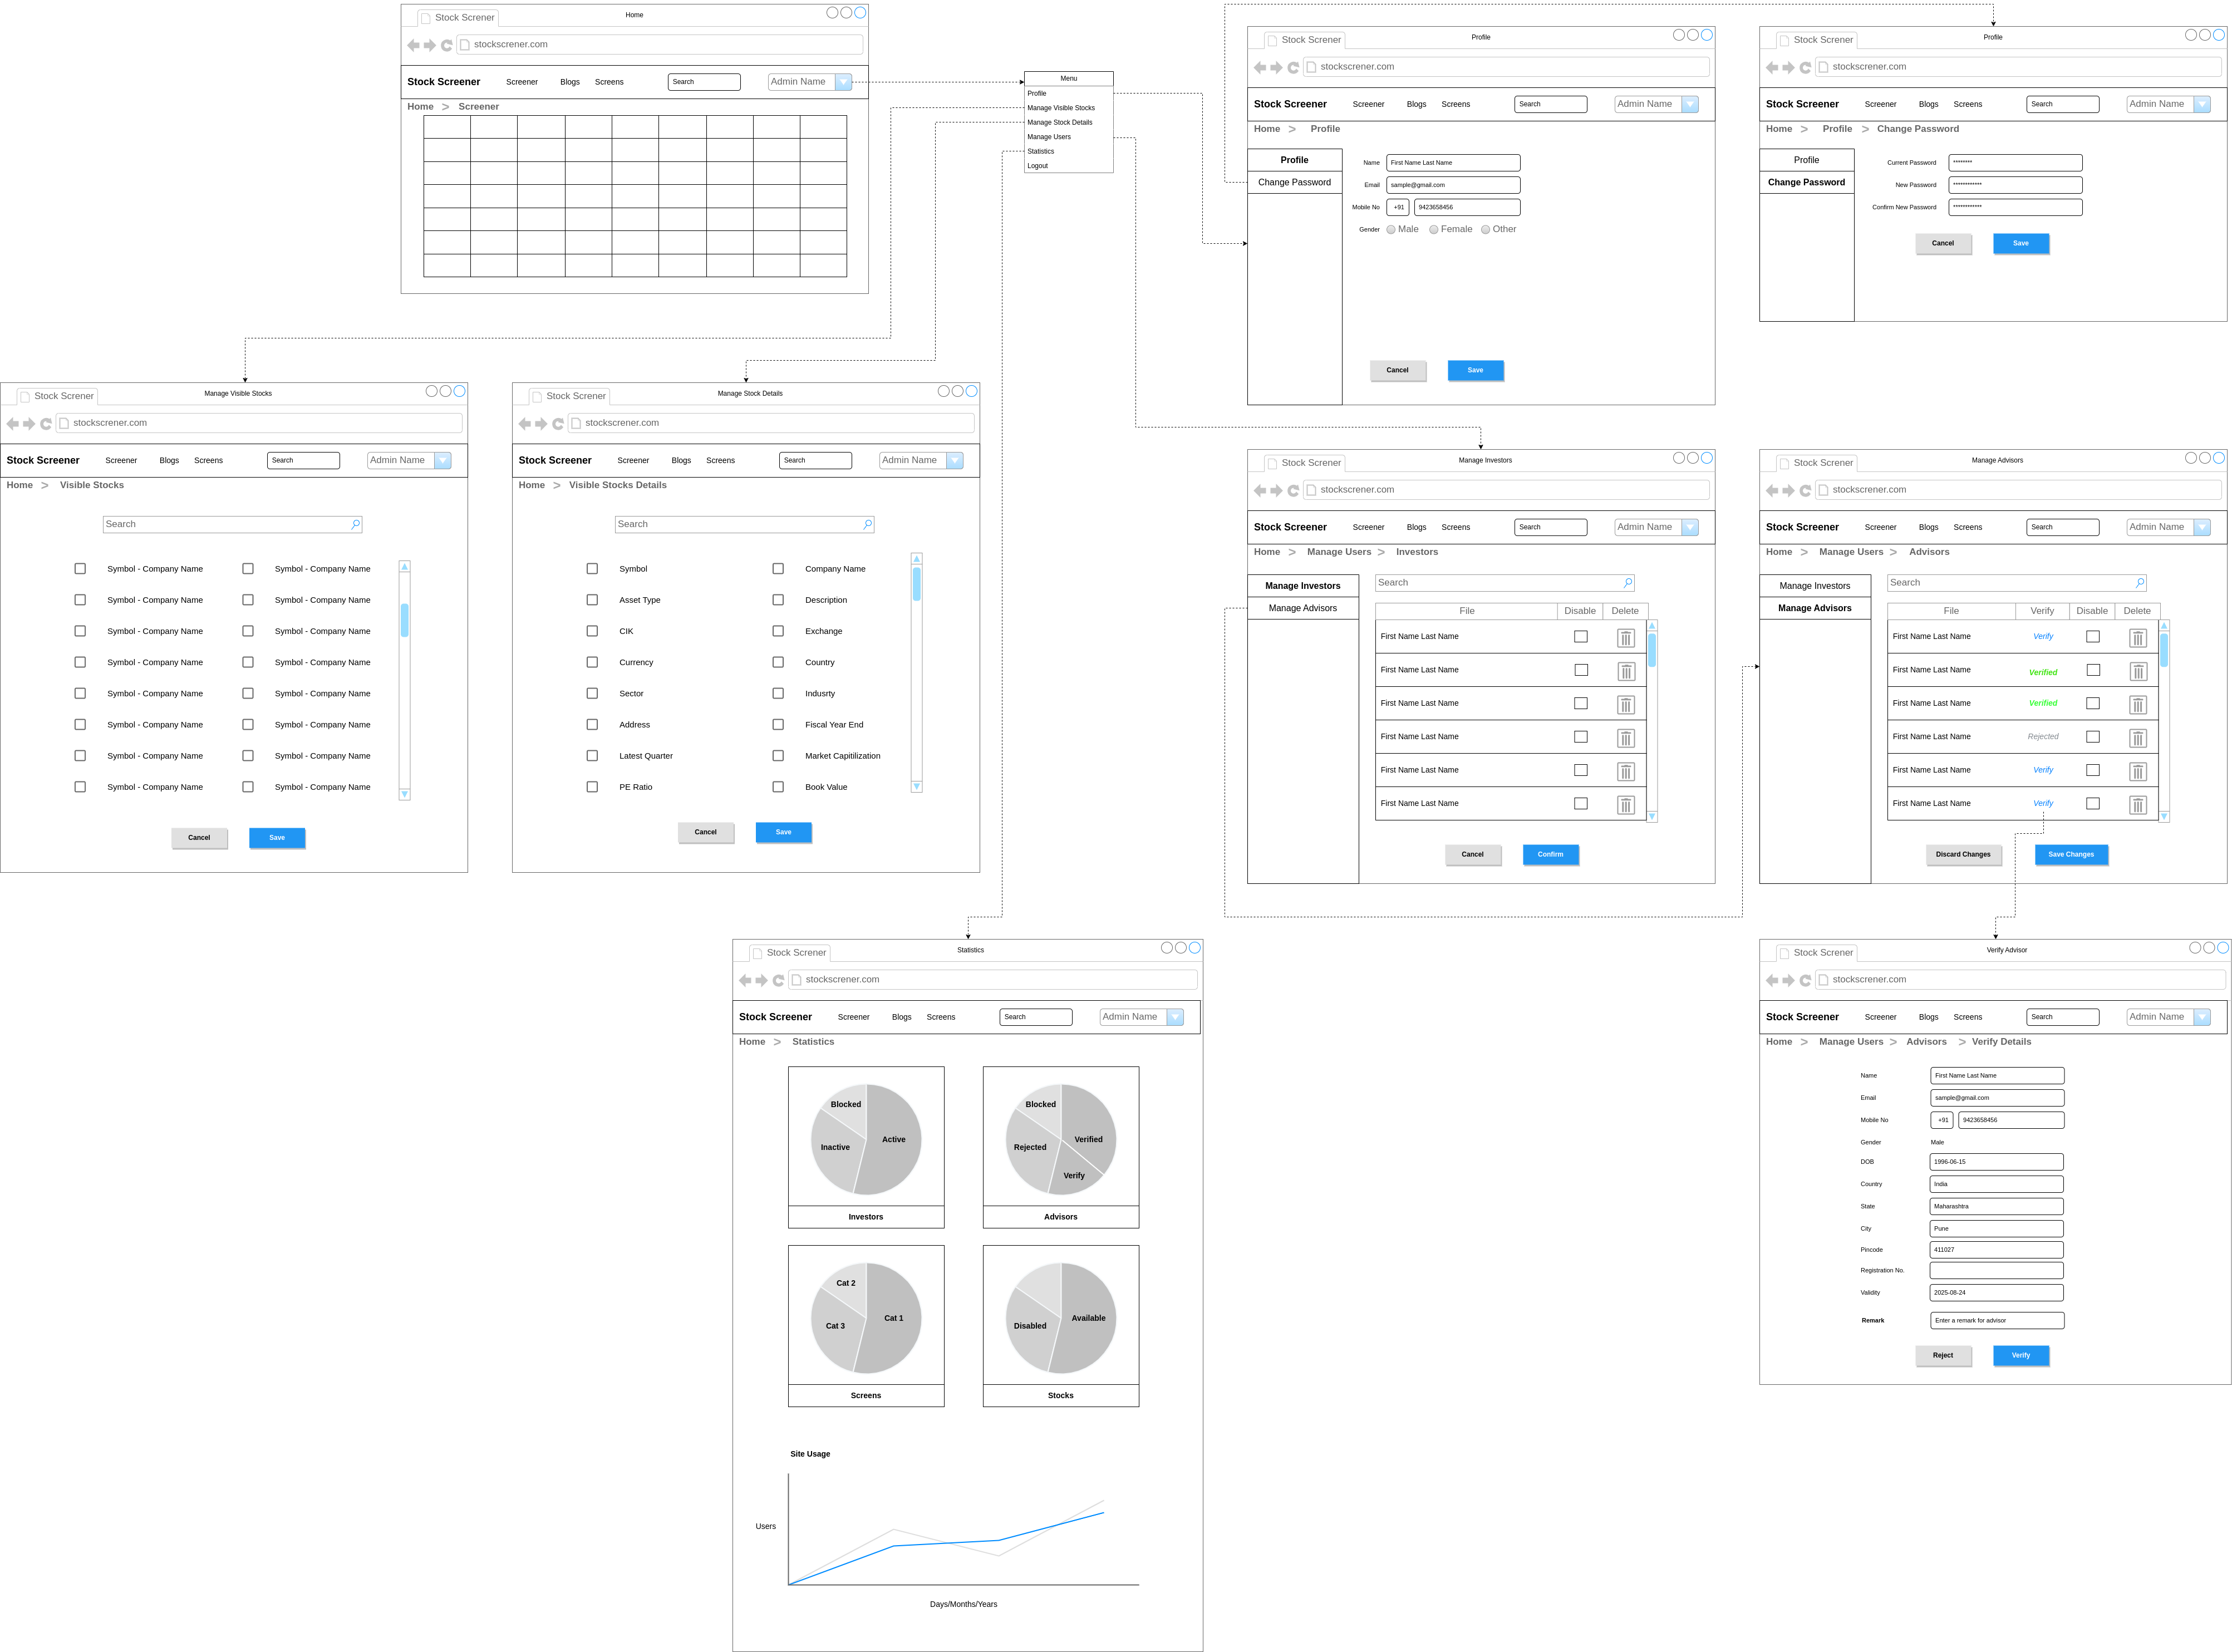 Home
Stock Screner
stockscrener.com
Stock Screener Screener Blogs Screens Search Admin Name
Home > Screener
Menu
Profile
Manage Visible Stocks
Manage Stock Details
Manage Users
Statistics
Logout
Profile
Stock Screner
stockscrener.com
Stock Screener Screener Blogs Screens Search Admin Name
Home > Profile
Profile
Change Password
Name First Name Last Name
Email sample@gmail.com
Mobile No +91 9423658456
Gender Male Female Other
Cancel Save
Profile
Stock Screner
stockscrener.com
Stock Screener Screener Blogs Screens Search Admin Name
Home > Profile > Change Password
Profile
Change Password
Current Password ********
New Password ************
Confirm New Password ************
Cancel Save
Manage Visible Stocks
Stock Screner
stockscrener.com
Stock Screener Screener Blogs Screens Search Admin Name
Home > Visible Stocks
Search
Symbol - Company Name Symbol - Company Name
Symbol - Company Name Symbol - Company Name
Symbol - Company Name Symbol - Company Name
Symbol - Company Name Symbol - Company Name
Symbol - Company Name Symbol - Company Name
Symbol - Company Name Symbol - Company Name
Symbol - Company Name Symbol - Company Name
Symbol - Company Name Symbol - Company Name
Cancel Save
Manage Stock Details
Stock Screner
stockscrener.com
Stock Screener Screener Blogs Screens Search Admin Name
Home > Visible Stocks Details
Search
Symbol Company Name
Asset Type Description
CIK Exchange
Currency Country
Sector Indusrty
Address Fiscal Year End
Latest Quarter Market Capitilization
PE Ratio Book Value
Cancel Save
Manage Investors
Stock Screner
stockscrener.com
Stock Screener Screener Blogs Screens Search Admin Name
Home > Manage Users > Investors
Manage Investors
Manage Advisors
Search
File Disable Delete
First Name Last Name
First Name Last Name
First Name Last Name
First Name Last Name
First Name Last Name
First Name Last Name
Cancel Confirm
Manage Advisors
Stock Screner
stockscrener.com
Stock Screener Screener Blogs Screens Search Admin Name
Home > Manage Users > Advisors
Manage Investors
Manage Advisors
Search
File Verify Disable Delete
First Name Last Name Verify
First Name Last Name Verified
First Name Last Name Verified
First Name Last Name Rejected
First Name Last Name Verify
First Name Last Name Verify
Discard Changes Save Changes
Statistics
Stock Screner
stockscrener.com
Stock Screener Screener Blogs Screens Search Admin Name
Home > Statistics
Blocked
Active
Inactive
Investors
Blocked
Verified
Rejected
Verify
Advisors
Cat 2
Cat 1
Cat 3
Screens
Available
Disabled
Stocks
Site Usage
Users
Days/Months/Years
Verify Advisor
Stock Screner
stockscrener.com
Stock Screener Screener Blogs Screens Search Admin Name
Home > Manage Users > Advisors > Verify Details
Name First Name Last Name
Email sample@gmail.com
Mobile No +91 9423658456
Gender Male
DOB 1996-06-15
Country India
State Maharashtra
City Pune
Pincode 411027
Registration No.
Validity 2025-08-24
Remark Enter a remark for advisor
Reject Verify